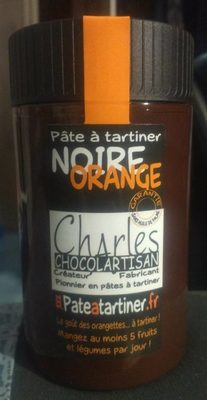 Pâte à tartiner
NOIRE
ORANGE
GARANTIE
Charles
CHOCOLARTISAN
Créateur Fabricant
Pionnier en pâtes à tartiner
Pateatartiner.fr
Le goût des orangettes... à tartiner !
Mangez au moins 5 fruits
et légumes par jour !